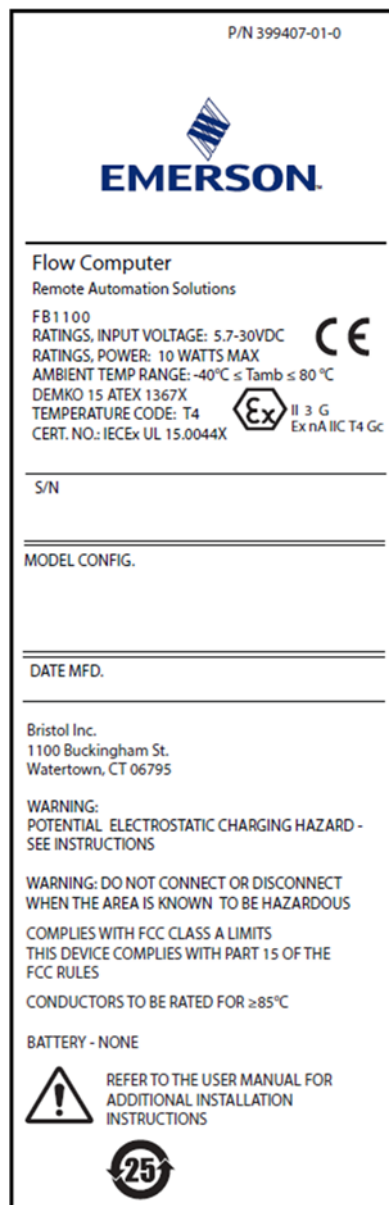 P/N 399407-01-0
EMERSON
Flow Computer
Remote Automation Solutions
FB1100
RATINGS, INPUT VOLTAGE: 5.7-30VDC
CE
RATINGS, POWER: 10 WATTS MAX
AMBIENT TEMP RANGE: -40℃ ≤ Tamb ≤ 80 ℃
DEMKO 15 ATEX 1367X
TEMPERATURE CODE: T4
CERT. NO.: IECEx UL 15.0044X
Ex
II 3 G
Ex nA IIC T4 Gc
S/N
MODEL CONFIG.
DATE MFD.
Bristol Inc.
1100 Buckingham St.
Watertown, CT 06795
WARNING:
POTENTIAL ELECTROSTATIC CHARGING HAZARD -
SEE INSTRUCTIONS
WARNING: DO NOT CONNECT OR DISCONNECT
WHEN THE AREA IS KNOWN TO BE HAZARDOUS
COMPLIES WITH FCC CLASS A LIMITS
THIS DEVICE COMPLIES WITH PART 15 OF THE
FCC RULES
CONDUCTORS TO BE RATED FOR ≥85℃
BATTERY - NONE
REFER TO THE USER MANUAL FOR
ADDITIONAL INSTALLATION
INSTRUCTIONS
25